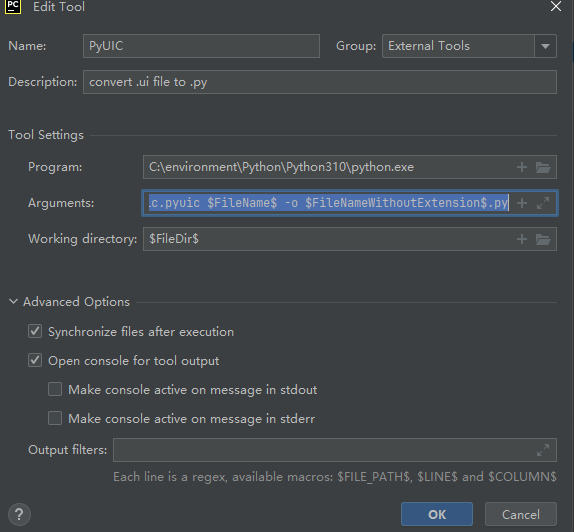 PC Edit Tool
Name: PyUIC Group: External Tools
Description: convert .ui file to .py
Tool Settings
Program: C:\environment\Python\Python310\python.exe
Arguments: .c.pyuic $FileName$ -o $FileNameWithoutExtension$.py
Working directory: $FileDir$
Advanced Options
Synchronize files after execution
Open console for tool output
Make console active on message in stdout
Make console active on message in stderr
Output filters:
Each line is a regex, available macros: $FILE_PATH$, $LINE$ and $COLUMN$
? OK Cancel